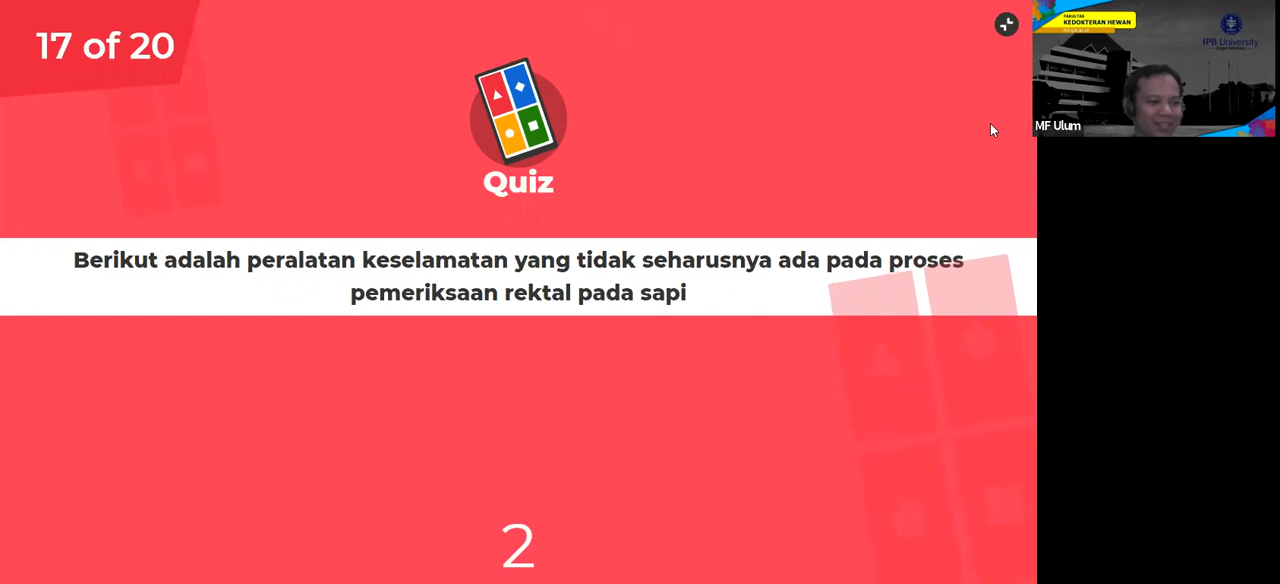 17 of 20
Quiz
Berikut adalah peralatan keselamatan yang tidak seharusnya ada pada proses
pemeriksaan rektal pada sapi
2
FAKULTAS
KEDOKTERAN HEWAN
IPB University
MF Ulum